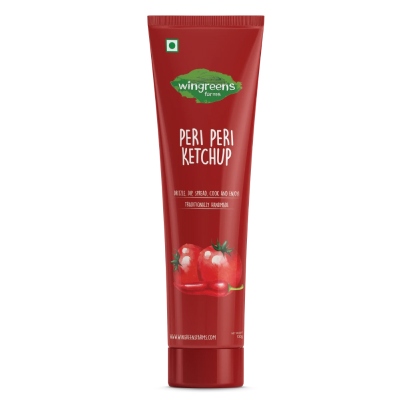 wingreens
farms
PERI PERI
KETCHUP
DRIZZLE, DIP, SPREAD, COOK AND ENJOY!
TRADITIONALLY HANDMADE
WWW.WINGREENSFARMS.COM